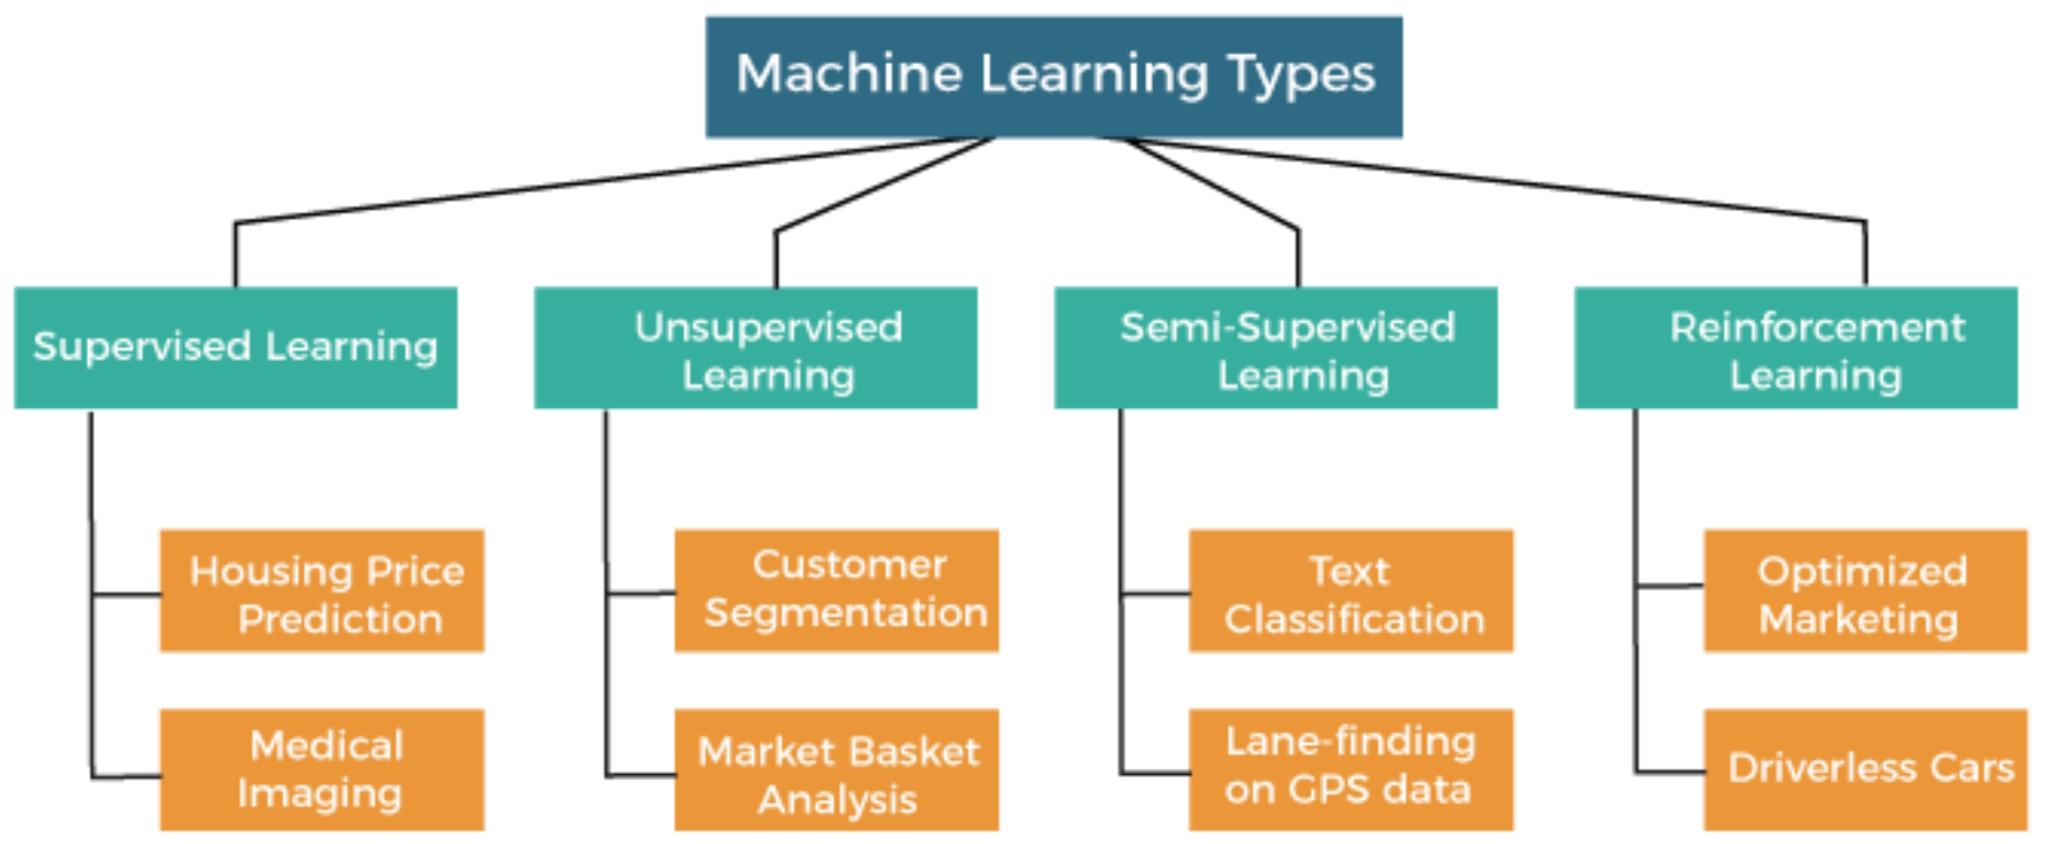 Machine Learning Types
Supervised Learning
Unsupervised
Learning
Semi-Supervised
Learning
Reinforcement
Learning
Housing Price
Prediction
Customer
Segmentation
Text
Classification
Optimized
Marketing
Medical
Imaging
Market Basket
Analysis
Lane-finding
on GPS data
Driverless Cars